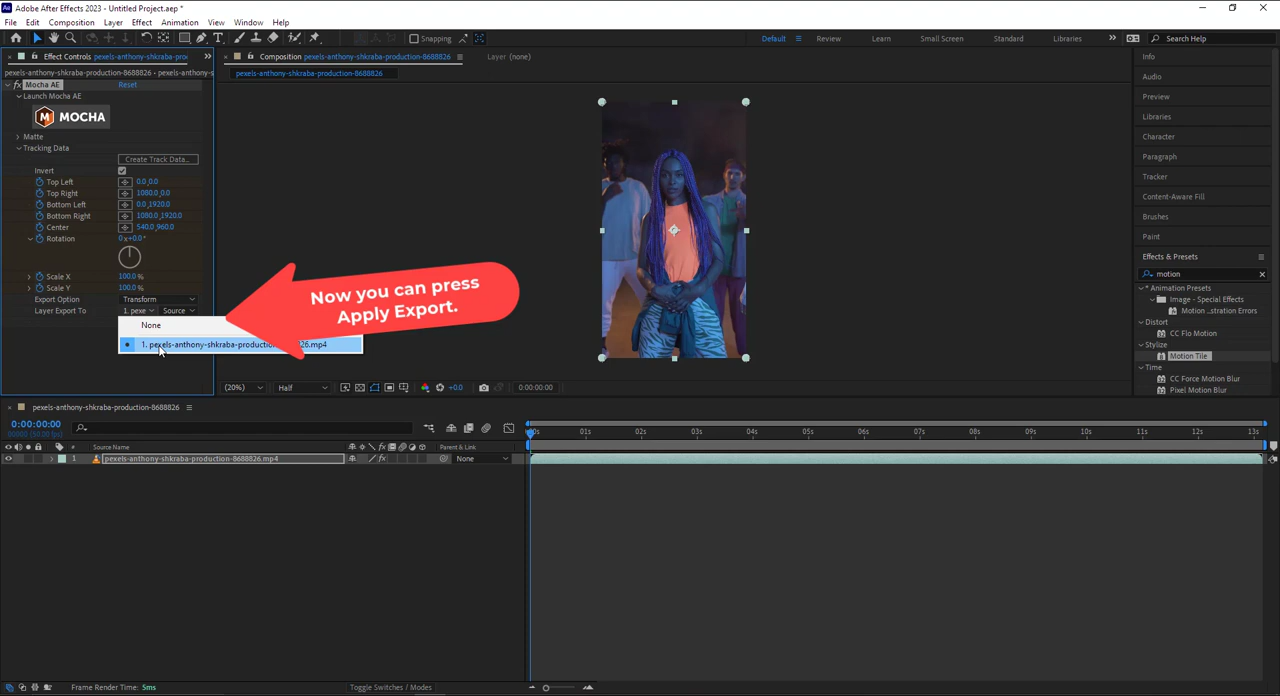 Adobe After Effects 2023 - Untitled Project.aep *
File Edit Composition Layer Effect Animation View Window Help
Snapping
Default Review Learn Small Screen Standard Libraries Search Help
Effect Controls pexels-anthony-shkraba-pro
Composition pexels-anthony-shkraba-production-8688826
Layer (none)
pexels-anthony-shkraba-production-8688826 - pexels-anthony-s
pexels-anthony-shkraba-production-8688826
fx Mocha AE Reset
Launch Mocha AE
MOCHA
Matte
Tracking Data
Create Track Data...
Invert
Top Left 0.0,0.0
Top Right 1080.0,0.0
Bottom Left 0.0,1920.0
Bottom Right 1080.0,1920.0
Center 540.0,960.0
Rotation 0x+0.0°
Scale X 100.0%
Scale Y 100.0%
Export Option Transform
Layer Export To 1. pexe Source
None
1. pexels-anthony-shkraba-production 26.mp4
Now you can press
Apply Export.
(20%) Half +0.0 0:00:00:00
Info
Audio
Preview
Libraries
Character
Paragraph
Tracker
Content-Aware Fill
Brushes
Paint
Effects & Presets
motion
* Animation Presets
Image - Special Effects
Motion ...stration Errors
Distort
CC Flo Motion
Stylize
Motion Tile
Time
CC Force Motion Blur
Pixel Motion Blur
pexels-anthony-shkraba-production-8688826
0:00:00:00
00s 01s 02s 03s 04s 05s 06s 07s 08s 09s 10s 11s 12s 13s
# Source Name Parent & Link
1 pexels-anthony-shkraba-production-8688826.mp4 None
Frame Render Time: 5ms
Toggle Switches / Modes